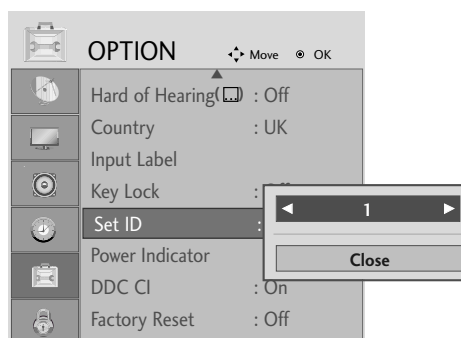 OPTION Move OK
Hard of Hearing( ) : Off
Country : UK
Input Label
Key Lock :
Set ID :
Power Indicator
DDC CI : On
Factory Reset : Off
◄ 1 ►
Close